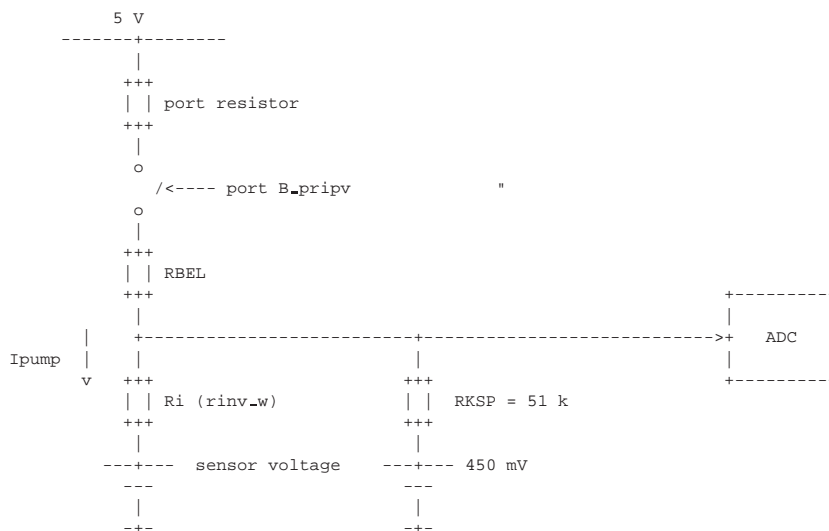 5 V
port resistor
/<---- port B_pripv "
RBEL
ADC
Ipump
v
Ri (rinv_w)
RKSP = 51 k
sensor voltage
450 mV